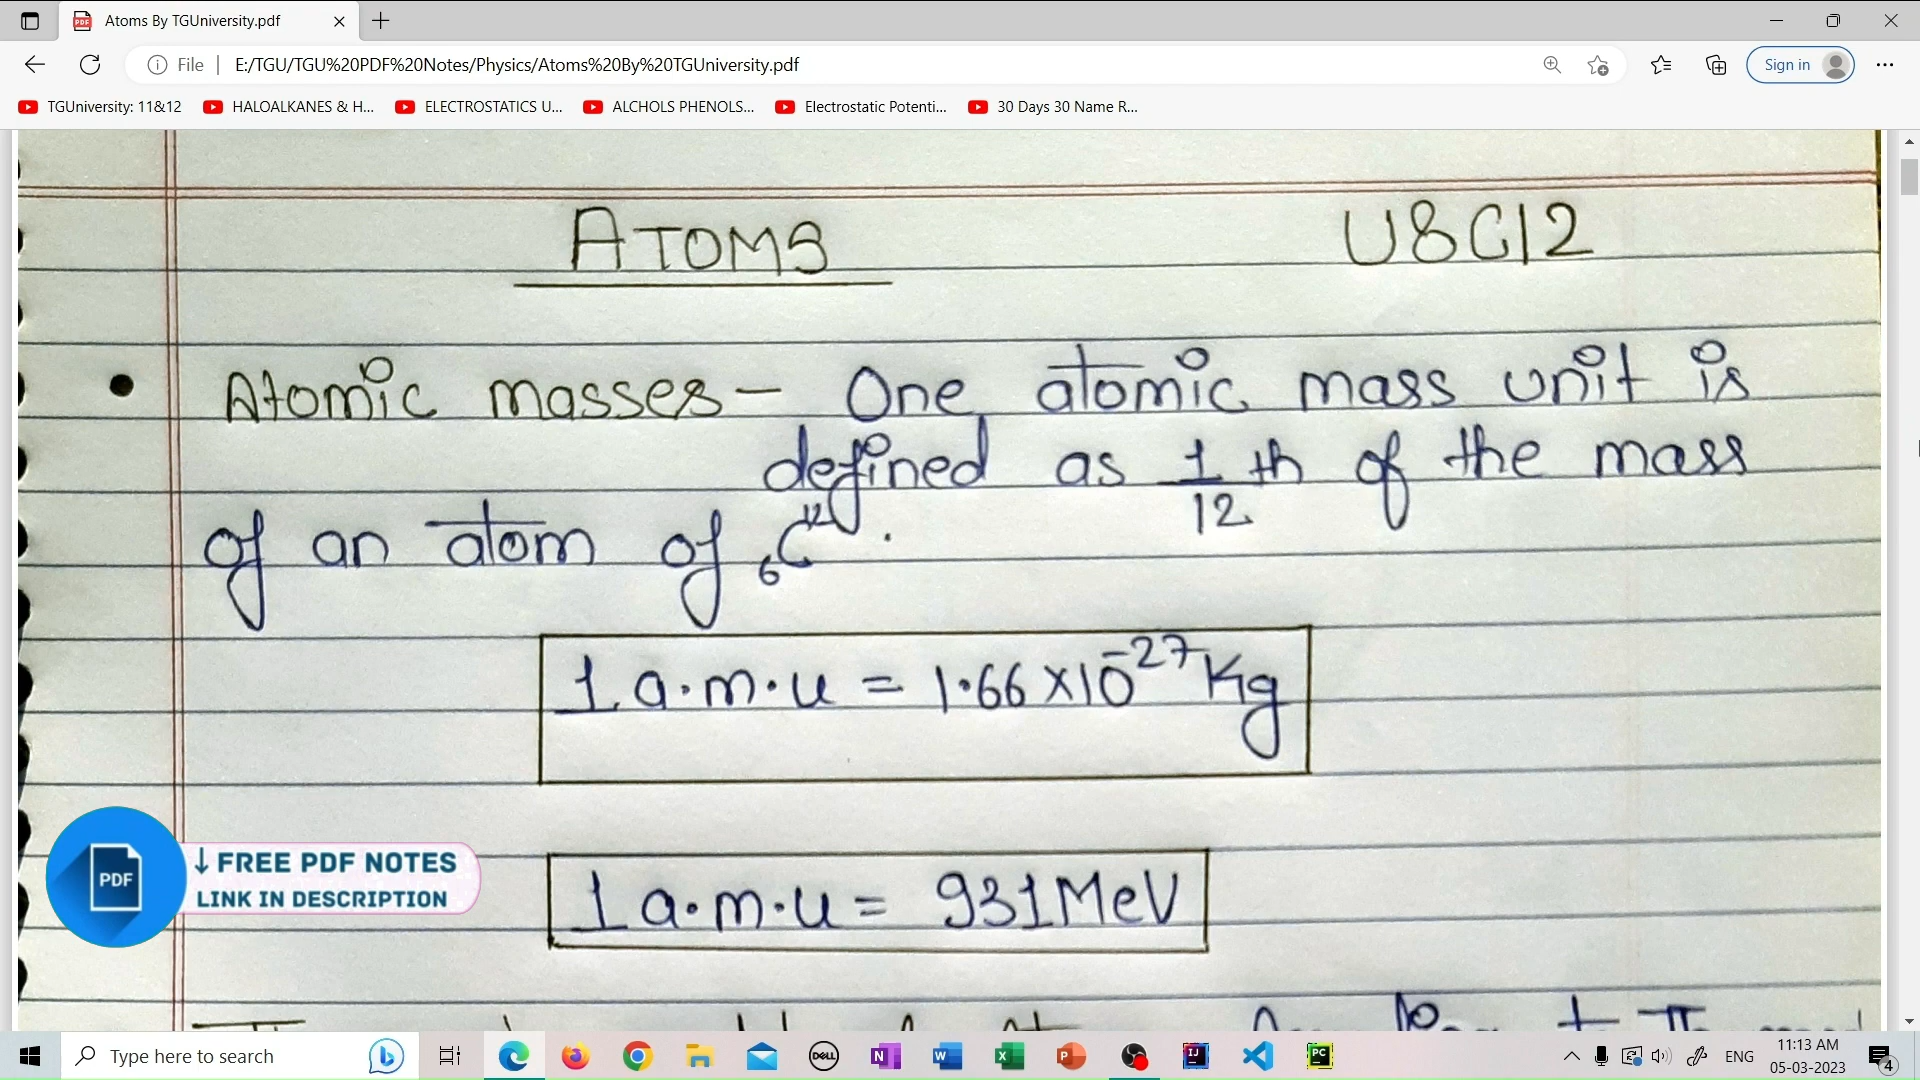 Atoms By TGUniversity.pdf
File
E:/TGU/TGU%20PDF%20Notes/Physics/Atoms%20By%20TGUniversity.pdf
Sign in
TGUniversity: 11&12
HALOALKANES & H...
ELECTROSTATICS U...
ALCHOLS PHENOLS...
Electrostatic Potenti...
30 Days 30 Name R...
ATOMS U8C12
• Atomic masses - One atomic mass unit is
defined as 1/12 th of the mass
of an atom of ₆C¹².
1 a.m.u = 1.66 × 10⁻²⁷ Kg
PDF
↓ FREE PDF NOTES
LINK IN DESCRIPTION
1 a.m.u = 931 MeV
Type here to search
DELL
ENG
11:13 AM
05-03-2023
4